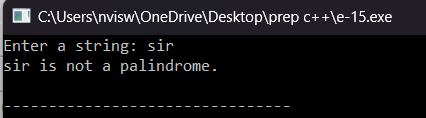 C:\Users\nvisw\OneDrive\Desktop\prep c++\e-15.exe
Enter a string: sir
sir is not a palindrome.
--------------------------------